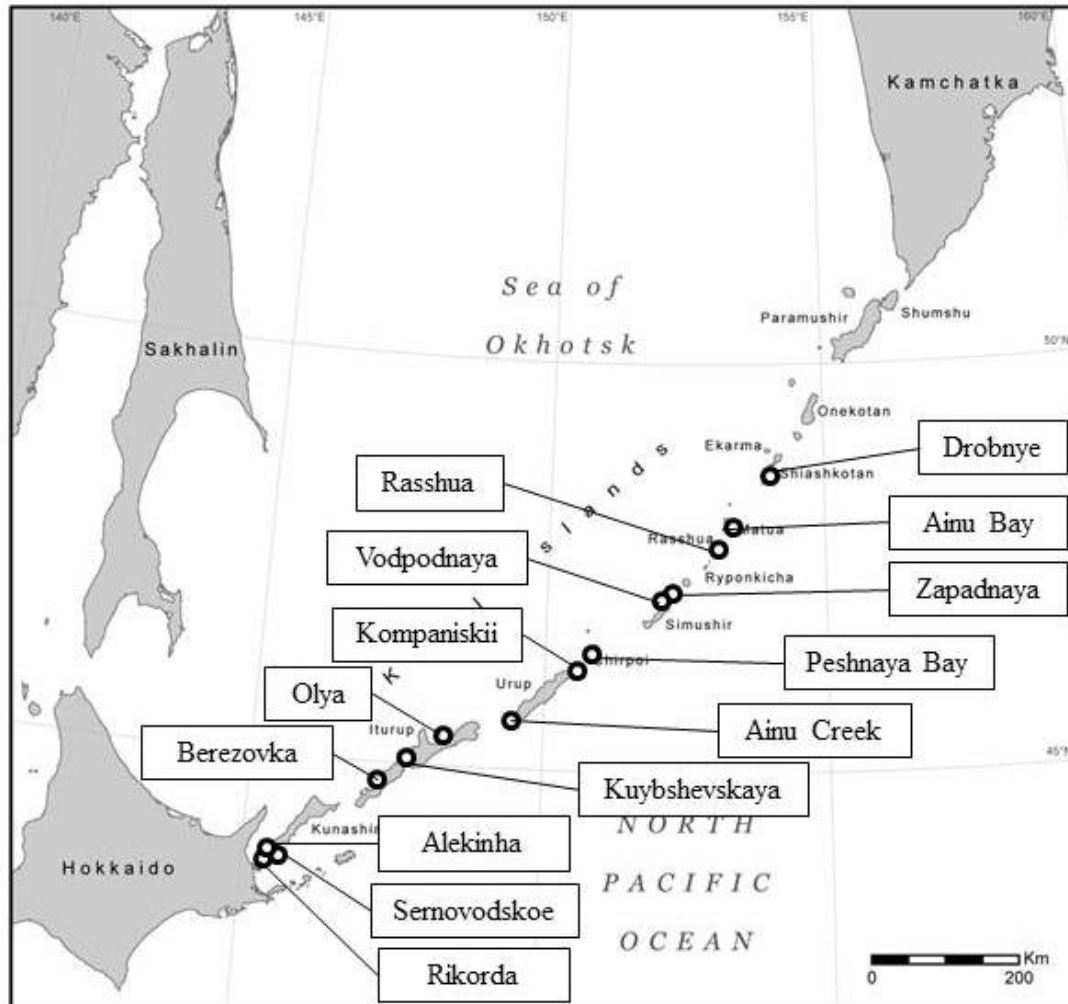 140°E
145°E
150°E
155°E
160°E
Kamchatka
Sea of
Okhotsk
Paramushir
Shumshu
Sakhalin
50°N
Onekotan
Ekarma
Drobnye
Shiashkotan
Rasshua
Ainu Bay
Matua
Rasshua
Vodpodnaya
Ryponkicha
Zapadnaya
Simushir
Kompaniskii
Chirpoi
Peshnaya Bay
Urup
K u r i l I s l a n d s
Olya
Iturup
Ainu Creek
Berezovka
45°N
Kuybshevskaya
NORTH
PACIFIC
OCEAN
Kunashir
Alekinha
Hokkaido
Sernovodskoe
Rikorda
Km
0 200